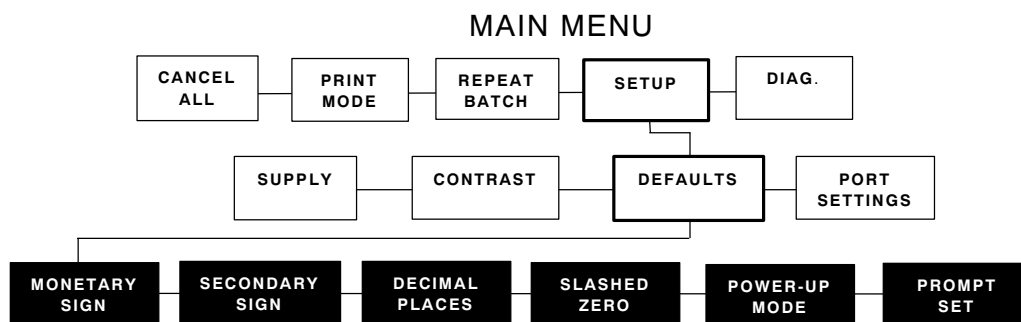 MAIN MENU
CANCEL
ALL
PRINT
MODE
REPEAT
BATCH
SETUP
DIAG.
SUPPLY
CONTRAST
DEFAULTS
PORT
SETTINGS
MONETARY
SIGN
SECONDARY
SIGN
DECIMAL
PLACES
SLASHED
ZERO
POWER-UP
MODE
PROMPT
SET